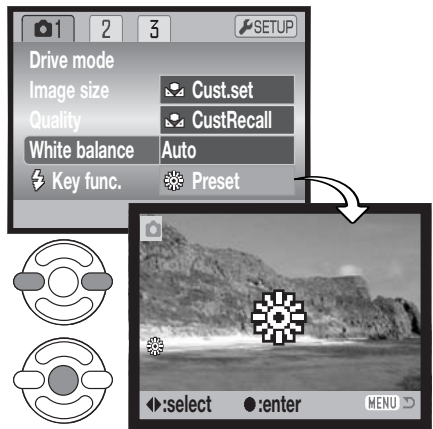 1 2 3 SETUP
Drive mode
Image size Cust.set
Quality CustRecall
White balance Auto
Key func. Preset
:select :enter MENU